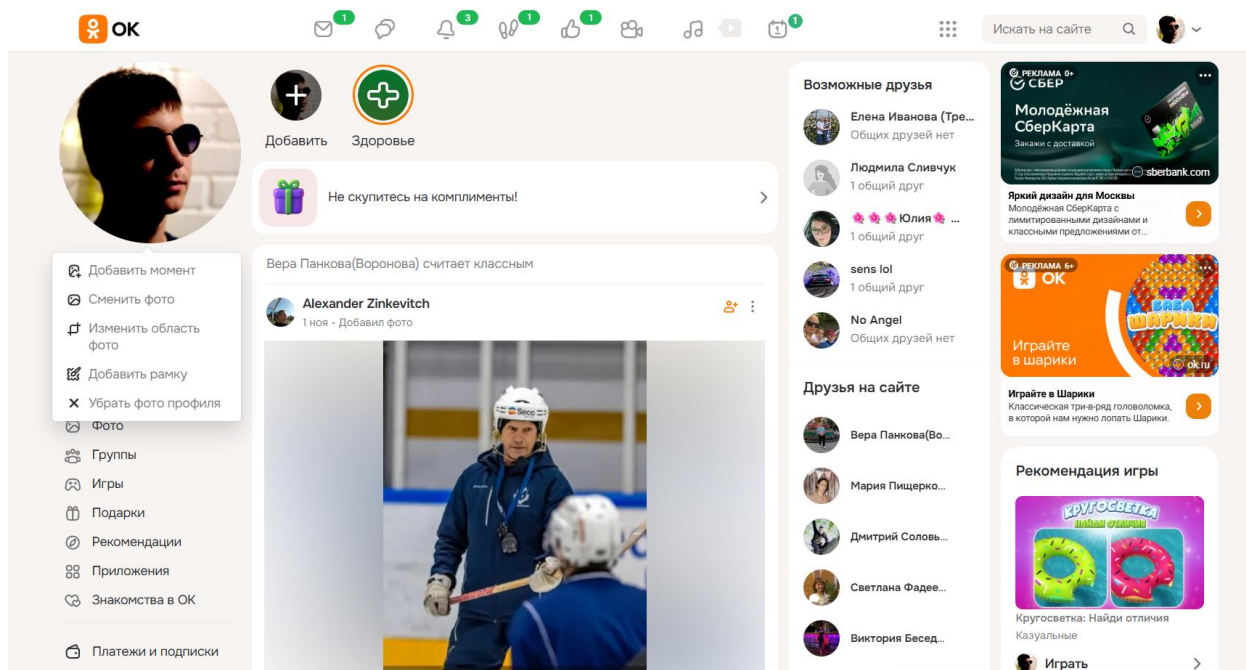 ОК
1
3
1
1
1
Искать на сайте
Добавить момент
Сменить фото
Изменить область
фото
Добавить рамку
Убрать фото профиля
Фото
Группы
Игры
Подарки
Рекомендации
Приложения
Знакомства в ОК
Платежи и подписки
Добавить
Здоровье
Не скупитесь на комплименты!
Вера Панкова(Воронова) считает классным
Alexander Zinkevitch
1 ноя • Добавил фото
Seco
Возможные друзья
Елена Иванова (Тре...
Общих друзей нет
Людмила Сливчук
1 общий друг
Юлия ...
1 общий друг
sens lol
1 общий друг
No Angel
Общих друзей нет
Друзья на сайте
Вера Панкова(Во...
Мария Пищерко...
Дмитрий Соловь...
Светлана Фадее...
Виктория Бесед...
РЕКЛАМА 0+
СБЕР
Молодёжная
СберКарта
Закажи с доставкой
sberbank.com
Яркий дизайн для Москвы
Молодёжная СберКарта с
лимитированными дизайнами и
классными предложениями от...
РЕКЛАМА 6+
ОК
БАБЛ
ШАРИКИ
Играйте
в шарики
ok.ru
Играйте в Шарики
Классическая три-в-ряд головоломка,
в которой нам нужно лопать Шарики.
Рекомендация игры
КРУГОСВЕТКА
НАЙДИ ОТЛИЧИЯ
Кругосветка: Найди отличия
Казуальные
Играть